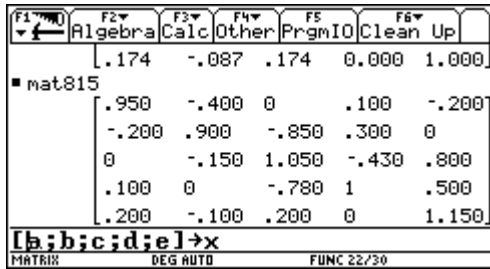 F1 F2 F3 F4 F5 F6
Algebra Calc Other PrgmIO Clean Up
.174 -.087 .174 0.000 1.000
mat815
.950 -.400 0 .100 -.200
-.200 .900 -.850 .300 0
0 -.150 1.050 -.430 .800
.100 0 -.780 1 .500
.200 -.100 .200 0 1.150
[a;b;c;d;e]→x
MATRIX DEG AUTO FUNC 22/30